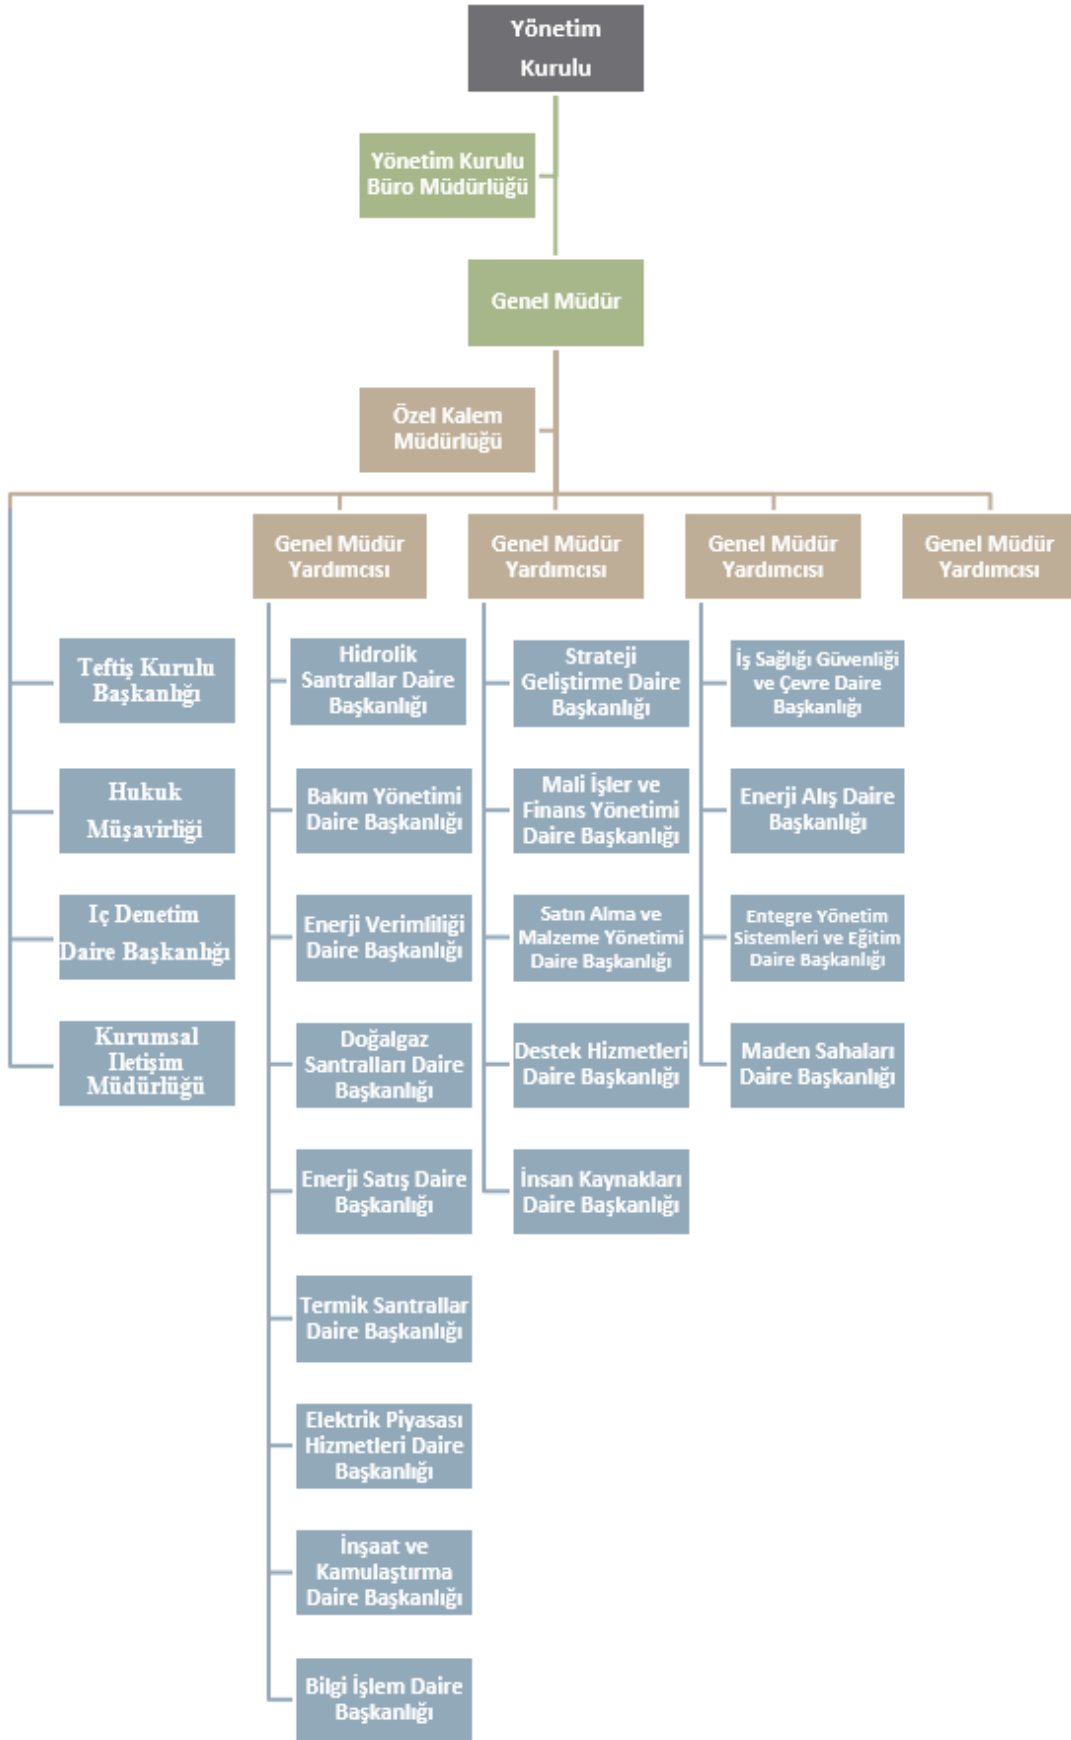 Yönetim
Kurulu
Yönetim Kurulu
Büro Müdürlüğü
Genel Müdür
Özel Kalem
Müdürlüğü
Genel Müdür
Yardımcısı
Genel Müdür
Yardımcısı
Genel Müdür
Yardımcısı
Genel Müdür
Yardımcısı
Teftiş Kurulu
Başkanlığı
Hukuk
Müşavirliği
Iç Denetim
Daire Başkanlığı
Kurumsal
Iletişim
Müdürlüğü
Hidrolik
Santrallar Daire
Başkanlığı
Bakım Yönetimi
Daire Başkanlığı
Enerji Verimliliği
Daire Başkanlığı
Doğalgaz
Santralları Daire
Başkanlığı
Enerji Satış Daire
Başkanlığı
Termik Santrallar
Daire Başkanlığı
Elektrik Piyasası
Hizmetleri Daire
Başkanlığı
İnşaat ve
Kamulaştırma
Daire Başkanlığı
Bilgi İşlem Daire
Başkanlığı
Strateji
Geliştirme Daire
Başkanlığı
Mali İşler ve
Finans Yönetimi
Daire Başkanlığı
Satın Alma ve
Malzeme Yönetimi
Daire Başkanlığı
Destek Hizmetleri
Daire Başkanlığı
İnsan Kaynakları
Daire Başkanlığı
İş Sağlığı Güvenliği
ve Çevre Daire
Başkanlığı
Enerji Alış Daire
Başkanlığı
Entegre Yönetim
Sistemleri ve Eğitim
Daire Başkanlığı
Maden Sahaları
Daire Başkanlığı